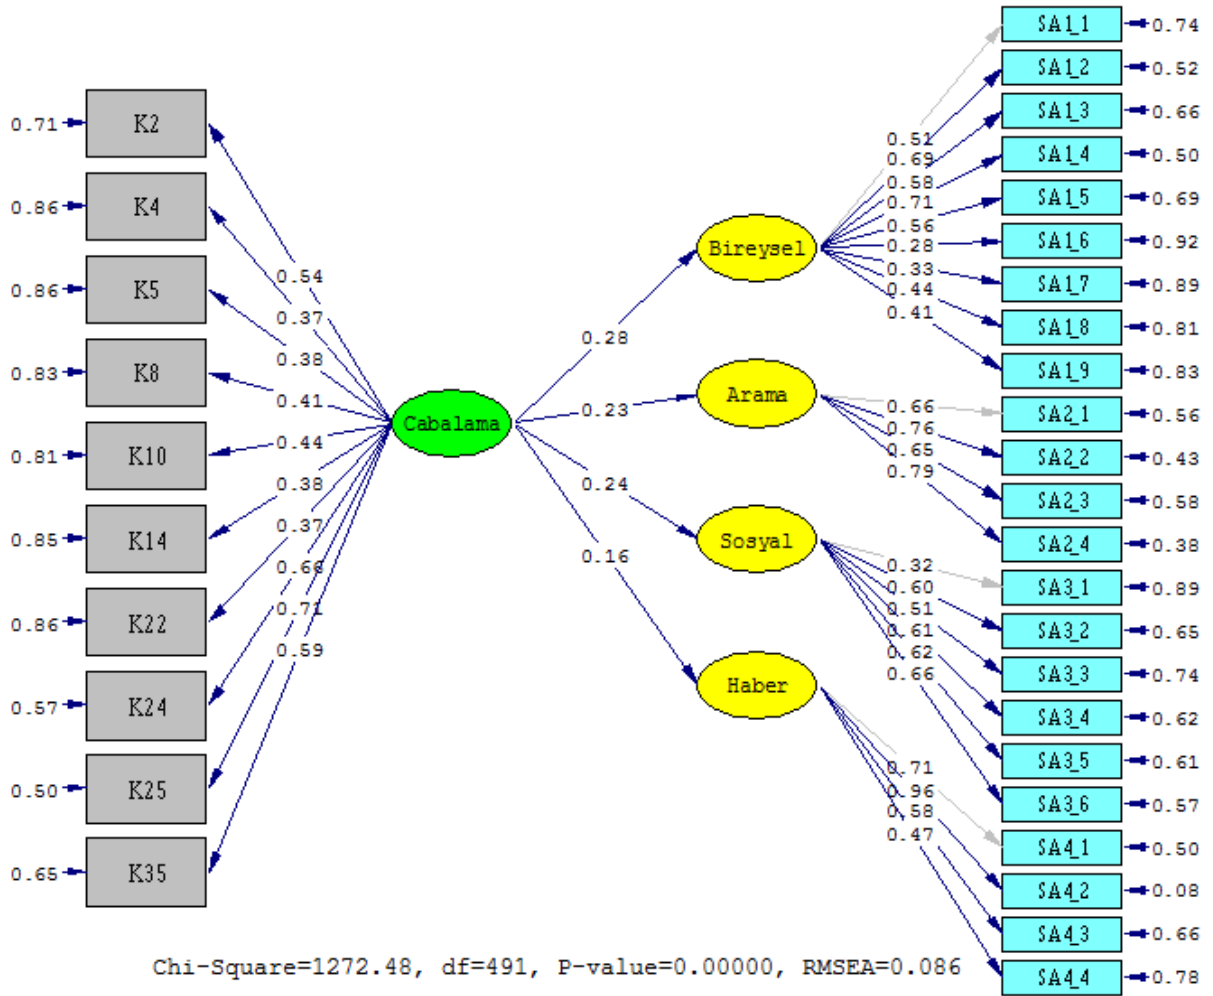 0.71 K2
0.86 K4
0.86 K5
0.83 K8
0.81 K10
0.85 K14
0.86 K22
0.57 K24
0.50 K25
0.65 K35
0.54
0.37
0.38
0.41
0.44
0.38
0.37
0.66
0.71
0.59
Cabalama
0.28
0.23
0.24
0.16
Bireysel
Arama
Sosyal
Haber
0.51
0.69
0.58
0.71
0.56
0.28
0.33
0.44
0.41
0.66
0.76
0.65
0.79
0.32
0.60
0.51
0.61
0.62
0.66
0.71
0.96
0.58
0.47
SA1_1 0.74
SA1_2 0.52
SA1_3 0.66
SA1_4 0.50
SA1_5 0.69
SA1_6 0.92
SA1_7 0.89
SA1_8 0.81
SA1_9 0.83
SA2_1 0.56
SA2_2 0.43
SA2_3 0.58
SA2_4 0.38
SA3_1 0.89
SA3_2 0.65
SA3_3 0.74
SA3_4 0.62
SA3_5 0.61
SA3_6 0.57
SA4_1 0.50
SA4_2 0.08
SA4_3 0.66
SA4_4 0.78
Chi-Square=1272.48, df=491, P-value=0.00000, RMSEA=0.086